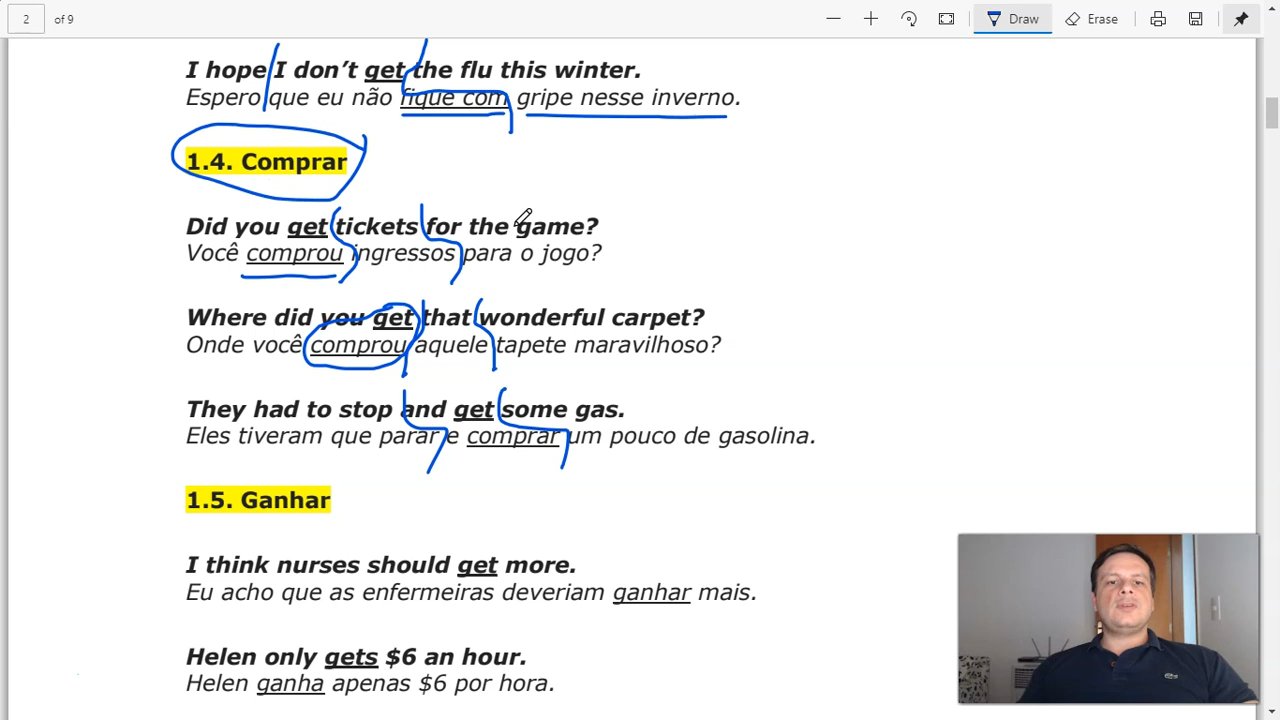 2 of 9 Draw Erase
I hope I don’t get the flu this winter.
Espero que eu não fique com gripe nesse inverno.
1.4. Comprar
Did you get tickets for the game?
Você comprou ingressos para o jogo?
Where did you get that wonderful carpet?
Onde você comprou aquele tapete maravilhoso?
They had to stop and get some gas.
Eles tiveram que parar e comprar um pouco de gasolina.
1.5. Ganhar
I think nurses should get more.
Eu acho que as enfermeiras deveriam ganhar mais.
Helen only gets $6 an hour.
Helen ganha apenas $6 por hora.